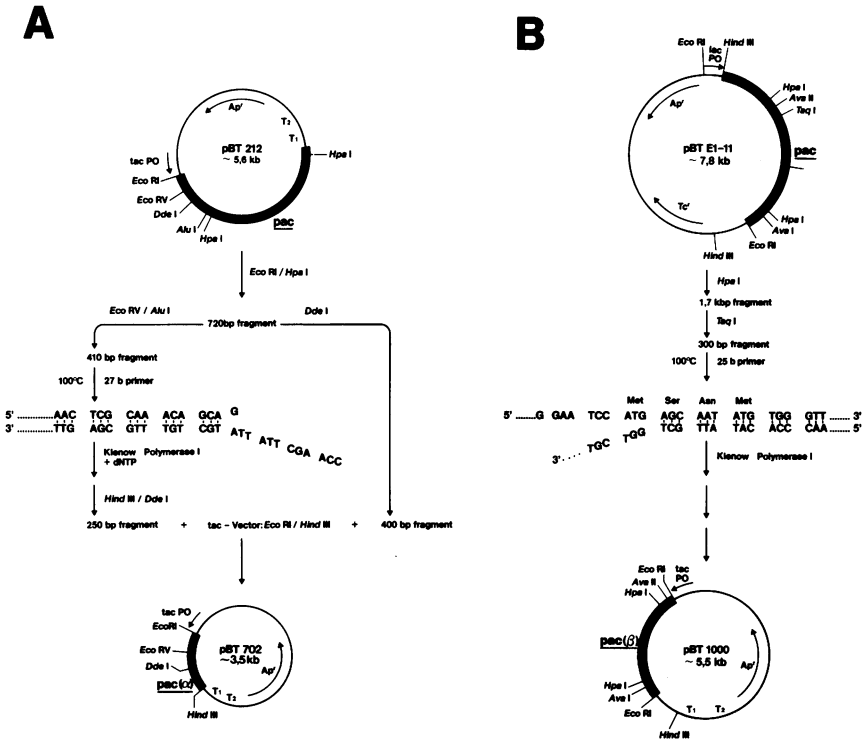 A
Ap^r
T₂
T₁
pBT 212
~ 5,6 kb
Hpa I
tac PO
Eco RI
Eco RV
Dde I
Alu I
Hpa I
pac
Eco RI / Hpa I
Eco RV / Alu I
Dde I
720bp fragment
410 bp fragment
100°C 27 b primer
5' ............... AAC TCG CAA ACA GCA G
3' ............... TTG AGC GTT TGT CGT ATT ATT CGA ACC
Klenow Polymerase I
+ dNTP
Hind III / Dde I
250 bp fragment + tac - Vector: Eco RI / Hind III + 400 bp fragment
tac PO
EcoRI
Eco RV
Dde I
pac(α)
Hind III
pBT 702
~3,5kb
Ap^r
T₁
T₂
B
Eco RI
tac
PO
Hind III
Hpa I
Ava II
Taq I
Ap^r
pBT E1-11
~ 7,8 kb
pac
Tc^r
Hpa I
Ava I
Eco RI
Hind III
Hpa I
1,7 kbp fragment
Taq I
300 bp fragment
100°C 25 b primer
Met Ser Asn Met
5' ......G GAA TCC ATG AGC AAT ATG TGG GTT ...... 3'
TCG TTA TAC ACC CAA ...... 5'
3' ..... TGC TGG
Klenow Polymerase I
Eco RI
tac
PO
Ava II
Hpa I
pac(β)
pBT 1000
~ 5,5 kb
Ap^r
Hpa I
Ava I
Eco RI
T₁
T₂
Hind III